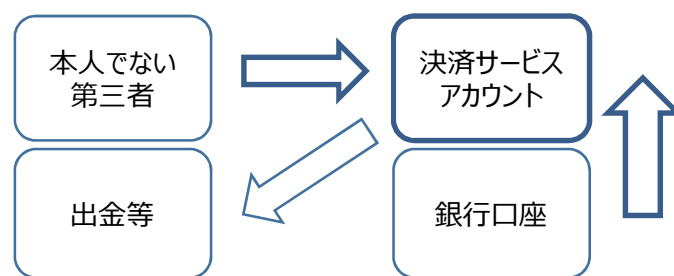 本人でない
第三者
決済サービス
アカウント
出金等
銀行口座